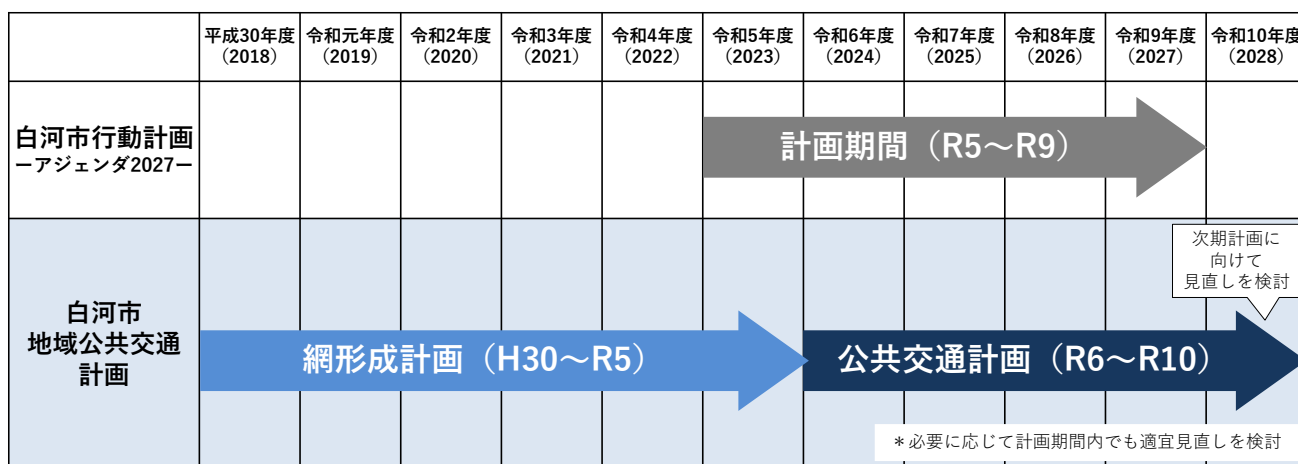 平成30年度 令和元年度 令和2年度 令和3年度 令和4年度 令和5年度 令和6年度 令和7年度 令和8年度 令和9年度 令和10年度
（2018） （2019） （2020） （2021） （2022） （2023） （2024） （2025） （2026） （2027） （2028）
白河市行動計画
ーアジェンダ2027ー
計画期間（R5～R9）
白河市
地域公共交通
計画
網形成計画（H30～R5）
公共交通計画（R6～R10）
次期計画に
向けて
見直しを検討
＊必要に応じて計画期間内でも適宜見直しを検討